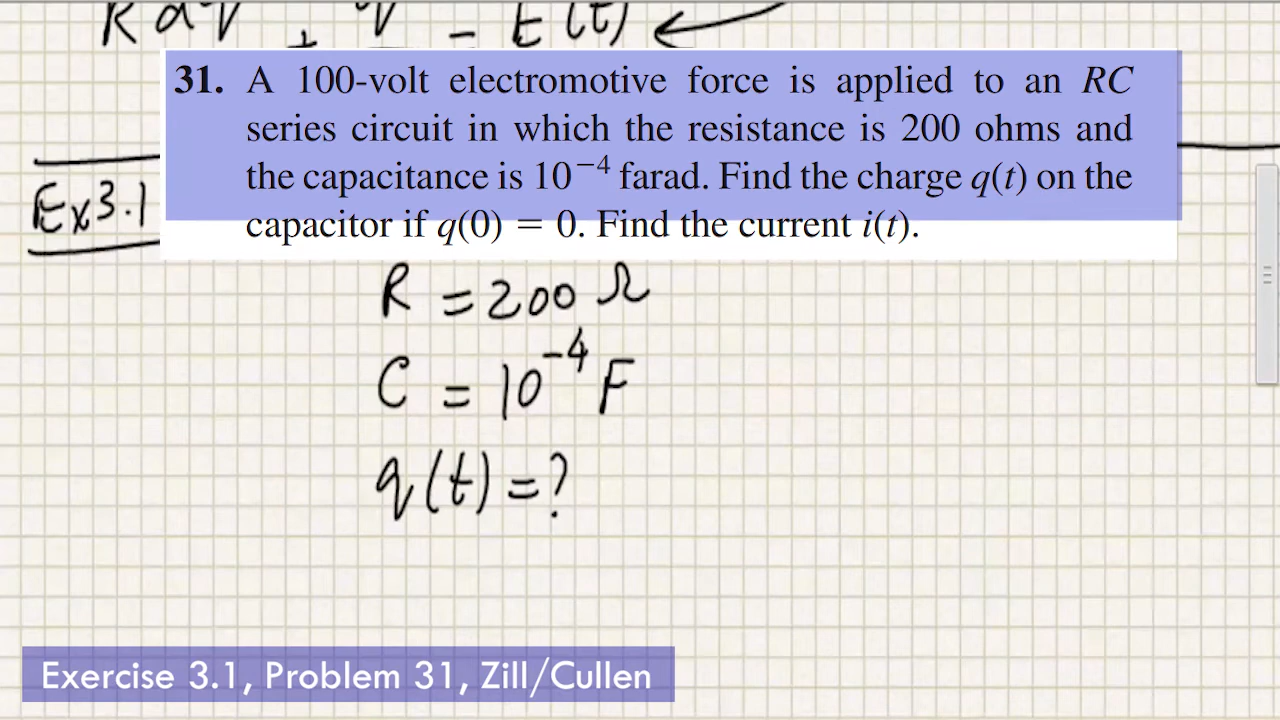 R dq + q = E(t)
31. A 100-volt electromotive force is applied to an RC
series circuit in which the resistance is 200 ohms and
the capacitance is 10⁻⁴ farad. Find the charge q(t) on the
capacitor if q(0) = 0. Find the current i(t).
Ex3.1
R = 200 Ω
C = 10⁻⁴ F
q(t) = ?
Exercise 3.1, Problem 31, Zill/Cullen